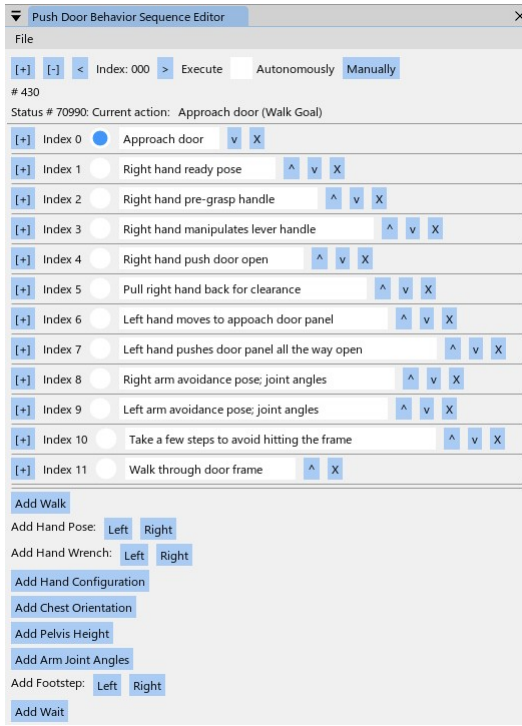 Push Door Behavior Sequence Editor
File
[+] [-] < Index: 000 > Execute Autonomously Manually
# 430
Status # 70990: Current action: Approach door (Walk Goal)
[+] Index 0 Approach door v X
[+] Index 1 Right hand ready pose ^ v X
[+] Index 2 Right hand pre-grasp handle ^ v X
[+] Index 3 Right hand manipulates lever handle ^ v X
[+] Index 4 Right hand push door open ^ v X
[+] Index 5 Pull right hand back for clearance ^ v X
[+] Index 6 Left hand moves to appoach door panel ^ v X
[+] Index 7 Left hand pushes door panel all the way open ^ v X
[+] Index 8 Right arm avoidance pose; joint angles ^ v X
[+] Index 9 Left arm avoidance pose; joint angles ^ v X
[+] Index 10 Take a few steps to avoid hitting the frame ^ v X
[+] Index 11 Walk through door frame ^ X
Add Walk
Add Hand Pose: Left Right
Add Hand Wrench: Left Right
Add Hand Configuration
Add Chest Orientation
Add Pelvis Height
Add Arm Joint Angles
Add Footstep: Left Right
Add Wait